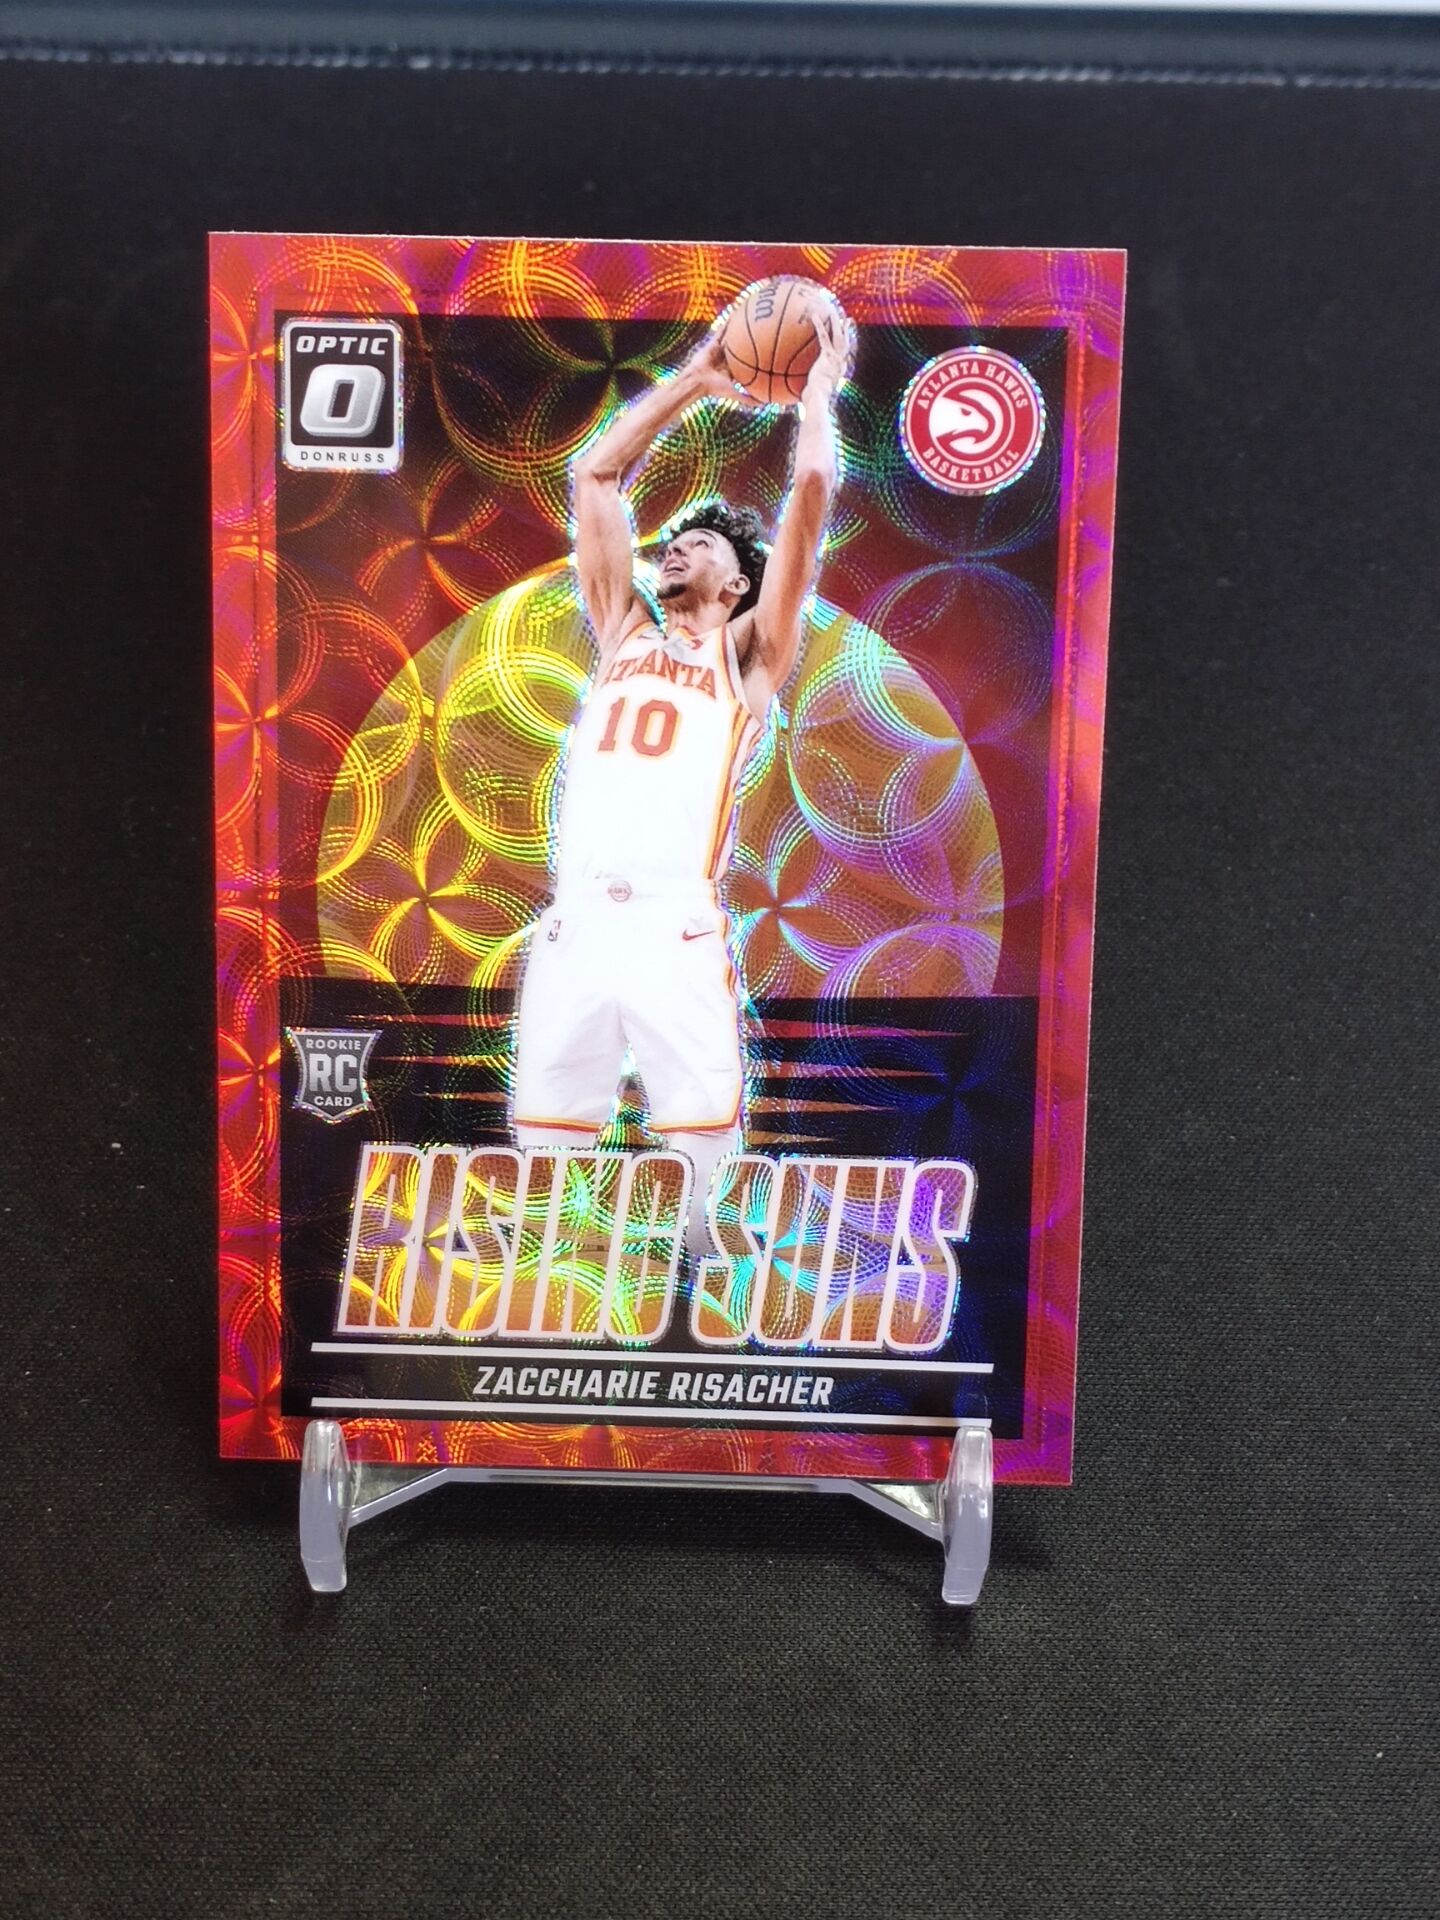 OPTIC
O
DONRUSS
ATLANTA HAWKS
BASKETBALL
ATLANTA
10
ROOKIE
RC
CARD
RISING SUNS
ZACCHARIE RISACHER